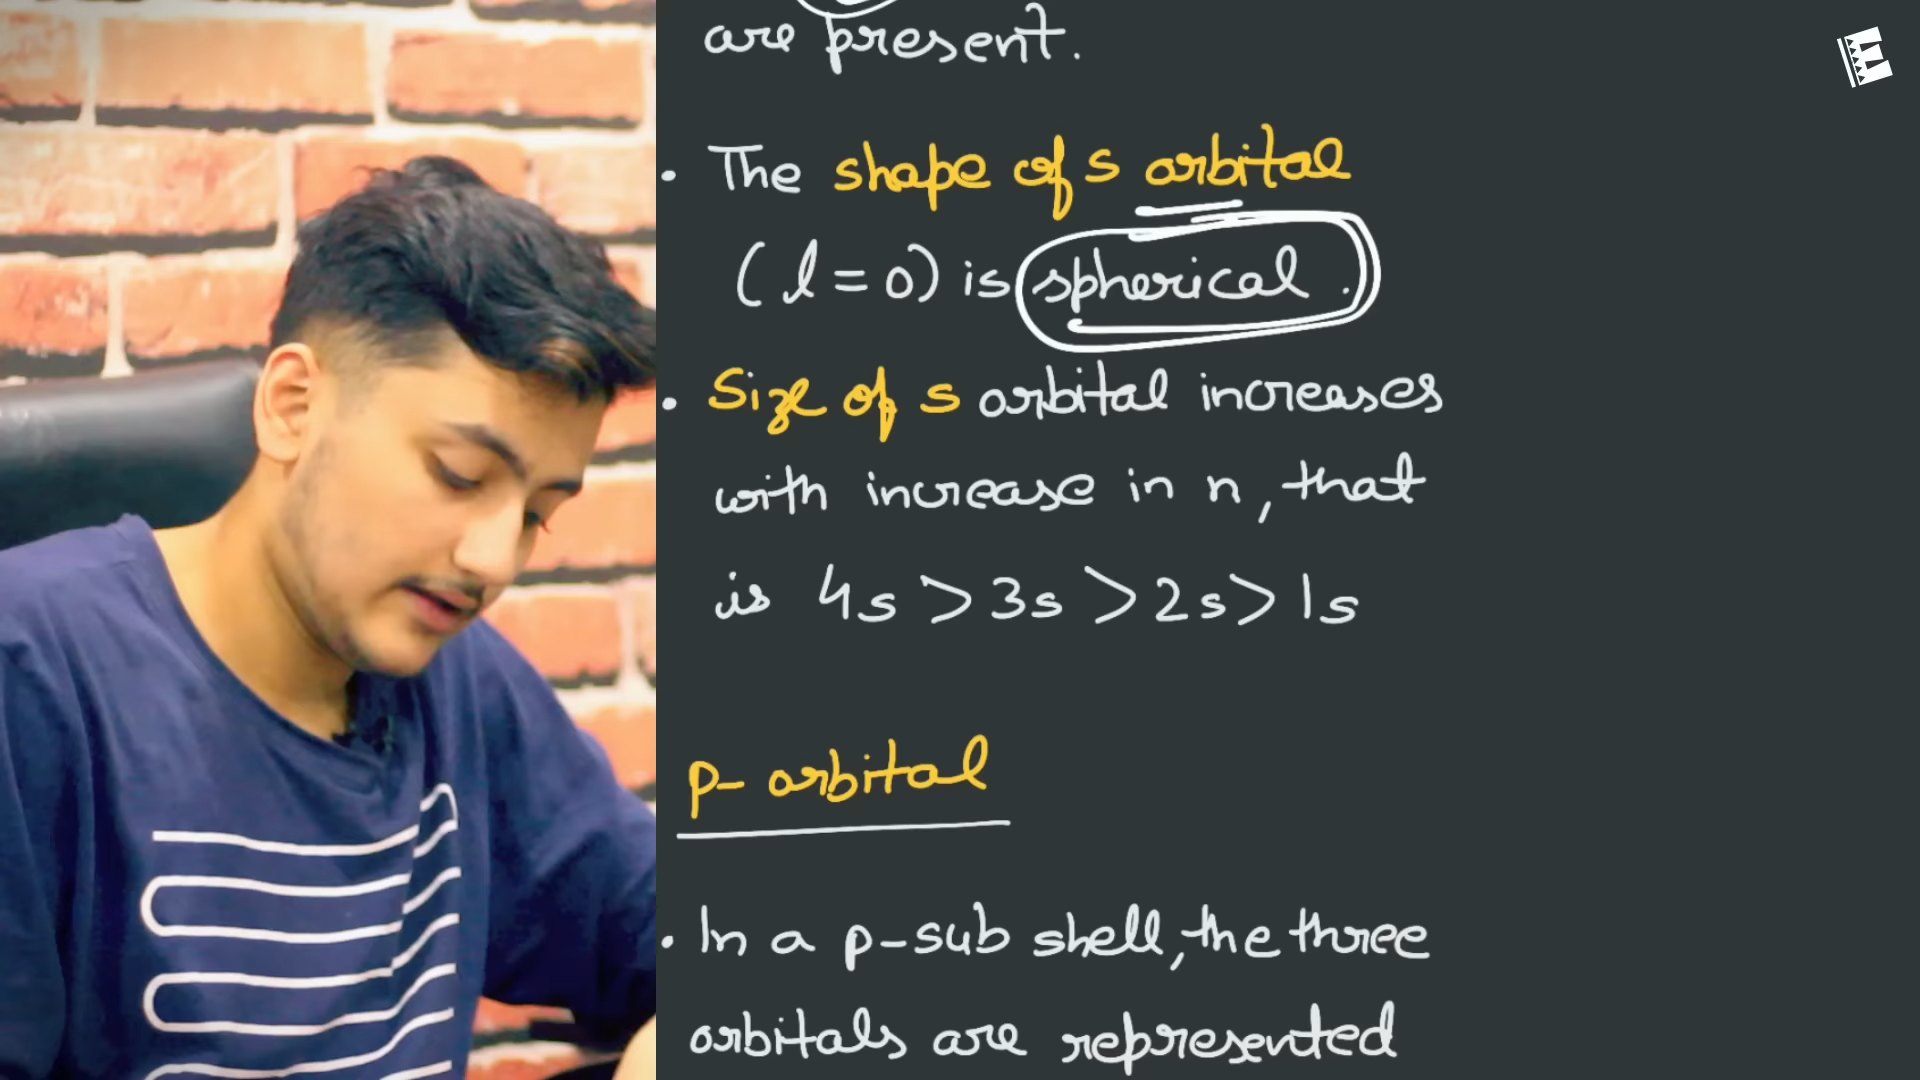 are present.
• The shape of s orbital
(l = 0) is spherical.
• Size of s orbital increases
with increase in n, that
is 4s > 3s > 2s > 1s
p- orbital
• In a p-sub shell, the three
orbitals are represented
E